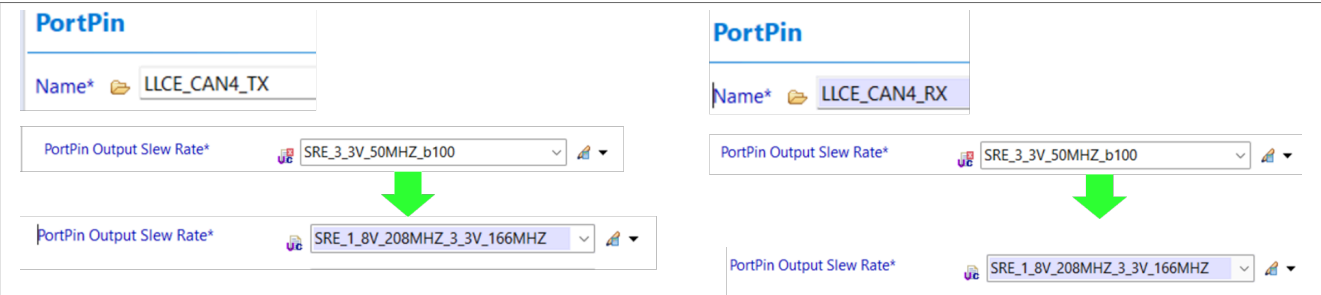 PortPin
Name* LLCE_CAN4_TX
PortPin Output Slew Rate* SRE_3_3V_50MHZ_b100
PortPin Output Slew Rate* SRE_1_8V_208MHZ_3_3V_166MHZ
PortPin
Name* LLCE_CAN4_RX
PortPin Output Slew Rate* SRE_3_3V_50MHZ_b100
PortPin Output Slew Rate* SRE_1_8V_208MHZ_3_3V_166MHZ